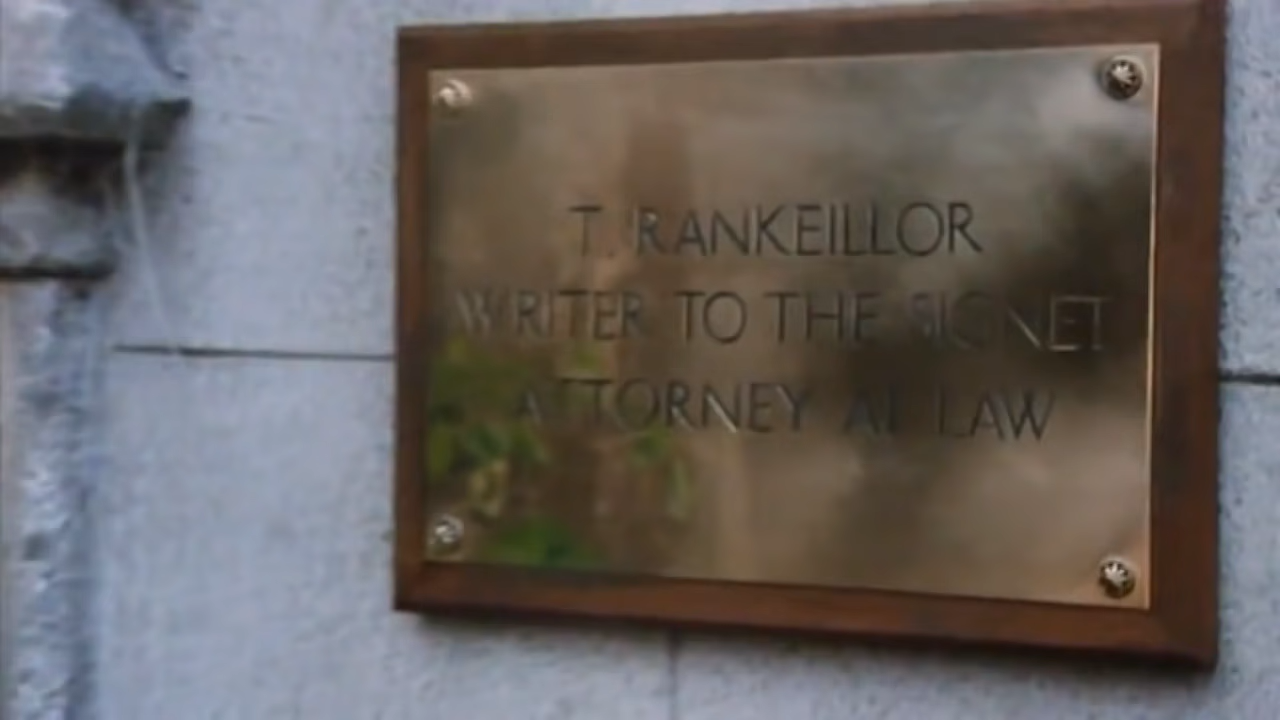 T. RANKEILLOR
WRITER TO THE SIGNET
ATTORNEY AT LAW